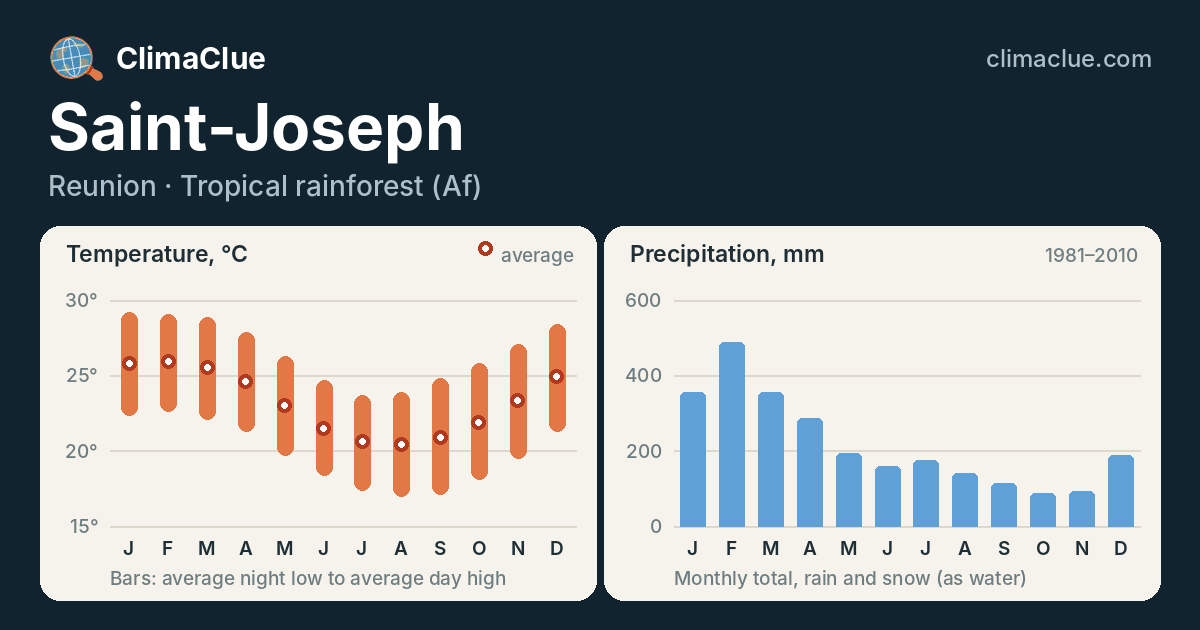 ClimaClue
climaclue.com
Saint-Joseph
Reunion · Tropical rainforest (Af)
Temperature, °C
average
30°
25°
20°
15°
J F M A M J J A S O N D
Bars: average night low to average day high
Precipitation, mm
1981–2010
600
400
200
0
J F M A M J J A S O N D
Monthly total, rain and snow (as water)